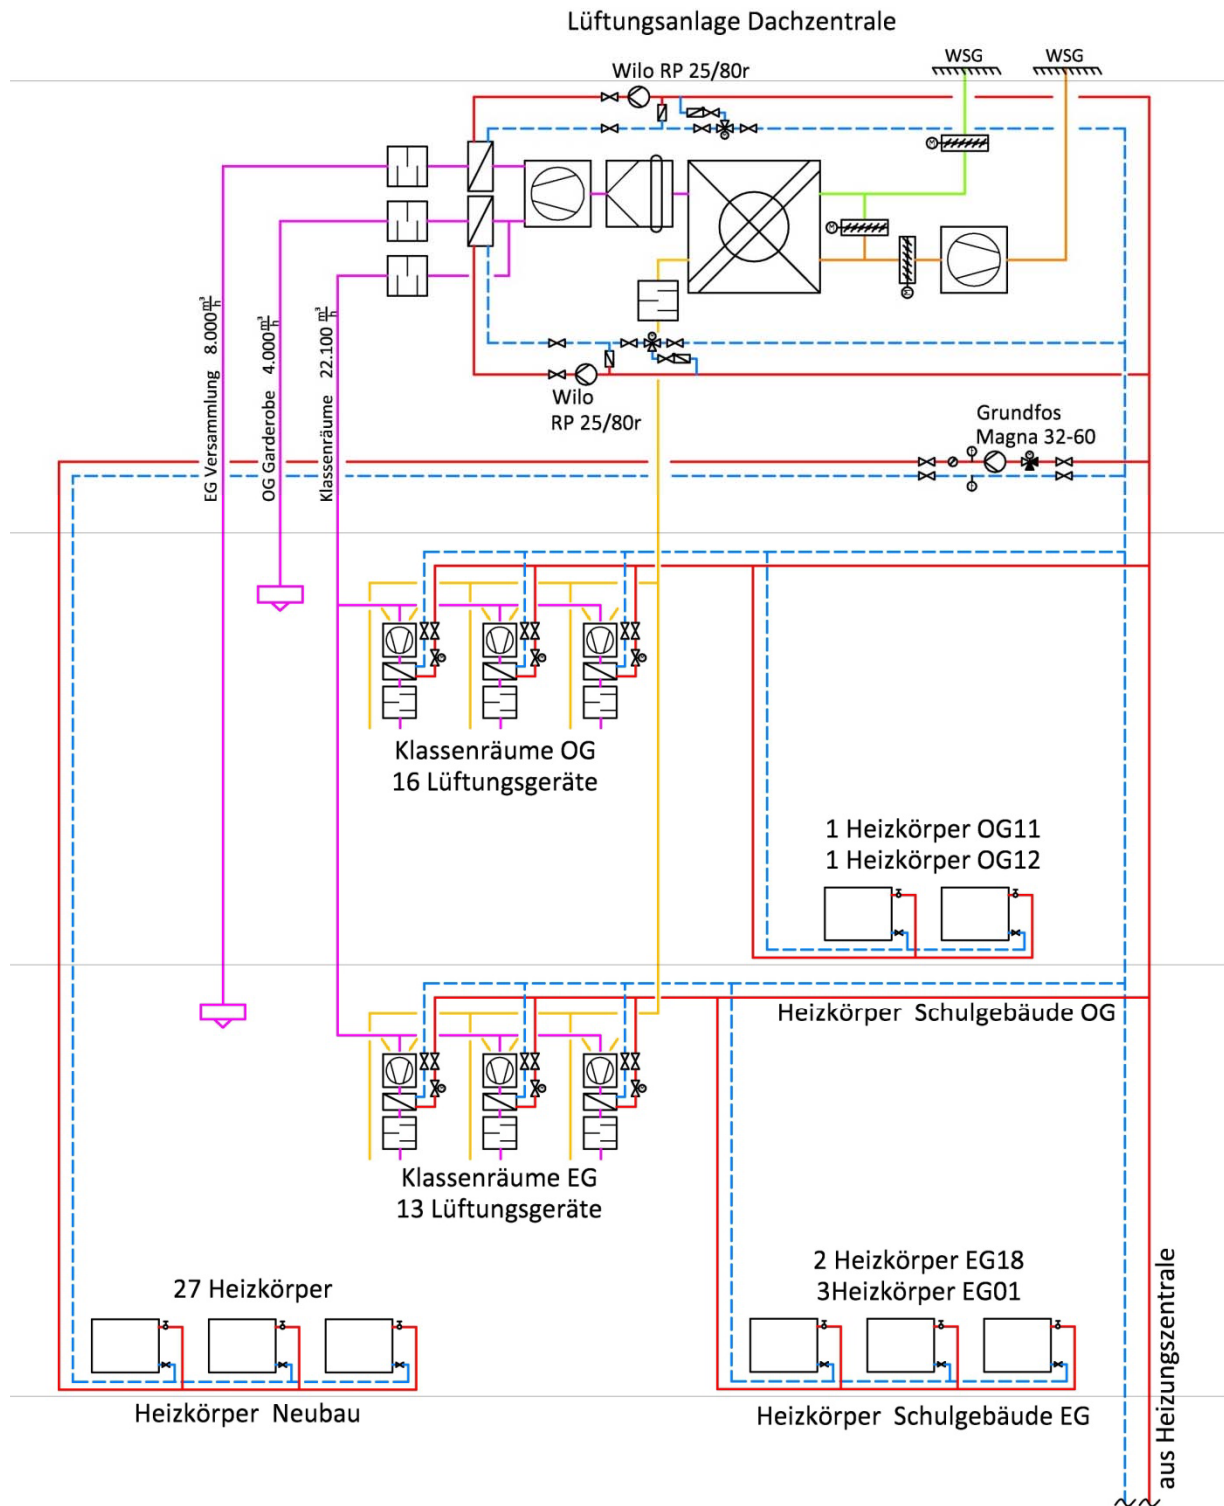 Lüftungsanlage Dachzentrale
WSG
WSG
Wilo RP 25/80r
Wilo
RP 25/80r
Grundfos
Magna 32-60
EG Versammlung 8.000 m³/h
OG Garderobe 4.000 m³/h
Klassenräume 22.100 m³/h
Klassenräume OG
16 Lüftungsgeräte
1 Heizkörper OG11
1 Heizkörper OG12
Heizkörper Schulgebäude OG
Klassenräume EG
13 Lüftungsgeräte
27 Heizkörper
2 Heizkörper EG18
3Heizkörper EG01
Heizkörper Neubau
Heizkörper Schulgebäude EG
aus Heizungszentrale